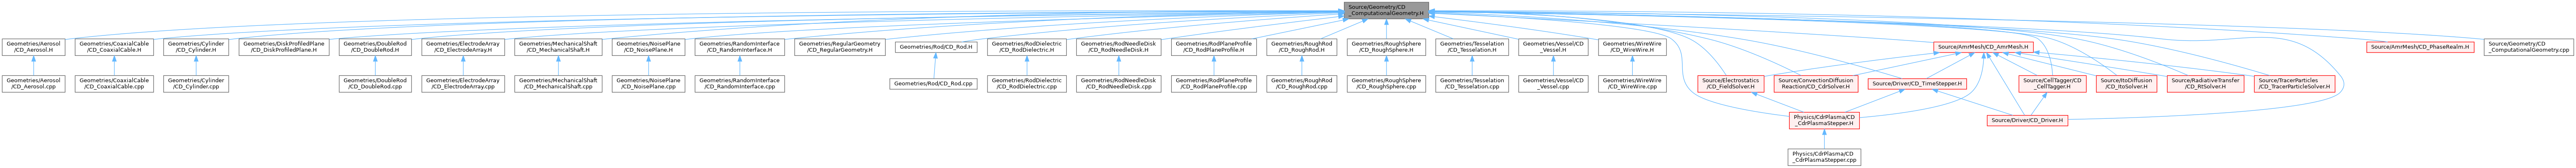 Source/Geometry/CD
_ComputationalGeometry.H
Geometries/Aerosol
/CD_Aerosol.H
Geometries/CoaxialCable
/CD_CoaxialCable.H
Geometries/Cylinder
/CD_Cylinder.H
Geometries/DiskProfiledPlane
/CD_DiskProfiledPlane.H
Geometries/DoubleRod
/CD_DoubleRod.H
Geometries/ElectrodeArray
/CD_ElectrodeArray.H
Geometries/MechanicalShaft
/CD_MechanicalShaft.H
Geometries/NoisePlane
/CD_NoisePlane.H
Geometries/RandomInterface
/CD_RandomInterface.H
Geometries/RegularGeometry
/CD_RegularGeometry.H
Geometries/Rod/CD_Rod.H
Geometries/RodDielectric
/CD_RodDielectric.H
Geometries/RodNeedleDisk
/CD_RodNeedleDisk.H
Geometries/RodPlaneProfile
/CD_RodPlaneProfile.H
Geometries/RoughRod
/CD_RoughRod.H
Geometries/RoughSphere
/CD_RoughSphere.H
Geometries/Tesselation
/CD_Tesselation.H
Geometries/Vessel/CD
_Vessel.H
Geometries/WireWire
/CD_WireWire.H
Source/AmrMesh/CD_AmrMesh.H
Source/AmrMesh/CD_PhaseRealm.H
Source/Geometry/CD
_ComputationalGeometry.cpp
Geometries/Aerosol
/CD_Aerosol.cpp
Geometries/CoaxialCable
/CD_CoaxialCable.cpp
Geometries/Cylinder
/CD_Cylinder.cpp
Geometries/DoubleRod
/CD_DoubleRod.cpp
Geometries/ElectrodeArray
/CD_ElectrodeArray.cpp
Geometries/MechanicalShaft
/CD_MechanicalShaft.cpp
Geometries/NoisePlane
/CD_NoisePlane.cpp
Geometries/RandomInterface
/CD_RandomInterface.cpp
Geometries/Rod/CD_Rod.cpp
Geometries/RodDielectric
/CD_RodDielectric.cpp
Geometries/RodNeedleDisk
/CD_RodNeedleDisk.cpp
Geometries/RodPlaneProfile
/CD_RodPlaneProfile.cpp
Geometries/RoughRod
/CD_RoughRod.cpp
Geometries/RoughSphere
/CD_RoughSphere.cpp
Geometries/Tesselation
/CD_Tesselation.cpp
Geometries/Vessel/CD
_Vessel.cpp
Geometries/WireWire
/CD_WireWire.cpp
Source/Electrostatics
/CD_FieldSolver.H
Source/ConvectionDiffusion
Reaction/CD_CdrSolver.H
Source/Driver/CD_TimeStepper.H
Source/CellTagger/CD
_CellTagger.H
Source/ItoDiffusion
/CD_ItoSolver.H
Source/RadiativeTransfer
/CD_RtSolver.H
Source/TracerParticles
/CD_TracerParticleSolver.H
Physics/CdrPlasma/CD
_CdrPlasmaStepper.H
Source/Driver/CD_Driver.H
Physics/CdrPlasma/CD
_CdrPlasmaStepper.cpp